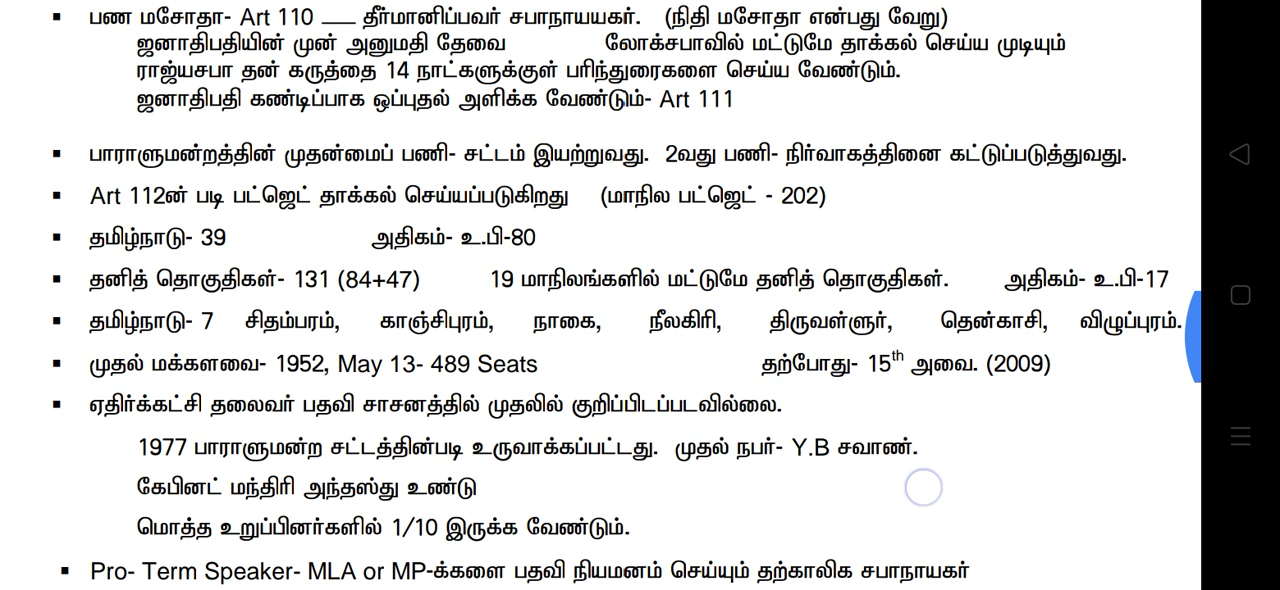 ▪ பண மசோதா- Art 110 ___ தீர்மானிப்பவர் சபாநாயயகர். (நிதி மசோதா என்பது வேறு)
ஜனாதிபதியின் முன் அனுமதி தேவை லோக்சபாவில் மட்டுமே தாக்கல் செய்ய முடியும்
ராஜ்யசபா தன் கருத்தை 14 நாட்களுக்குள் பரிந்துரைகளை செய்ய வேண்டும்.
ஜனாதிபதி கண்டிப்பாக ஒப்புதல் அளிக்க வேண்டும்- Art 111
▪ பாராளுமன்றத்தின் முதன்மைப் பணி- சட்டம் இயற்றுவது. 2வது பணி- நிர்வாகத்தினை கட்டுப்படுத்துவது.
▪ Art 112ன் படி பட்ஜெட் தாக்கல் செய்யப்படுகிறது (மாநில பட்ஜெட் - 202)
▪ தமிழ்நாடு- 39 அதிகம்- உ.பி-80
▪ தனித் தொகுதிகள்- 131 (84+47) 19 மாநிலங்களில் மட்டுமே தனித் தொகுதிகள். அதிகம்- உ.பி-17
▪ தமிழ்நாடு- 7 சிதம்பரம், காஞ்சிபுரம், நாகை, நீலகிரி, திருவள்ளுர், தென்காசி, விழுப்புரம்.
▪ முதல் மக்களவை- 1952, May 13- 489 Seats தற்போது- 15th அவை. (2009)
▪ ஏதிர்க்கட்சி தலைவர் பதவி சாசனத்தில் முதலில் குறிப்பிடப்படவில்லை.
1977 பாராளுமன்ற சட்டத்தின்படி உருவாக்கப்பட்டது. முதல் நபர்- Y.B சவாண்.
கேபினட் மந்திரி அந்தஸ்து உண்டு
மொத்த உறுப்பினர்களில் 1/10 இருக்க வேண்டும்.
▪ Pro- Term Speaker- MLA or MP-க்களை பதவி நியமனம் செய்யும் தற்காலிக சபாநாயகர்